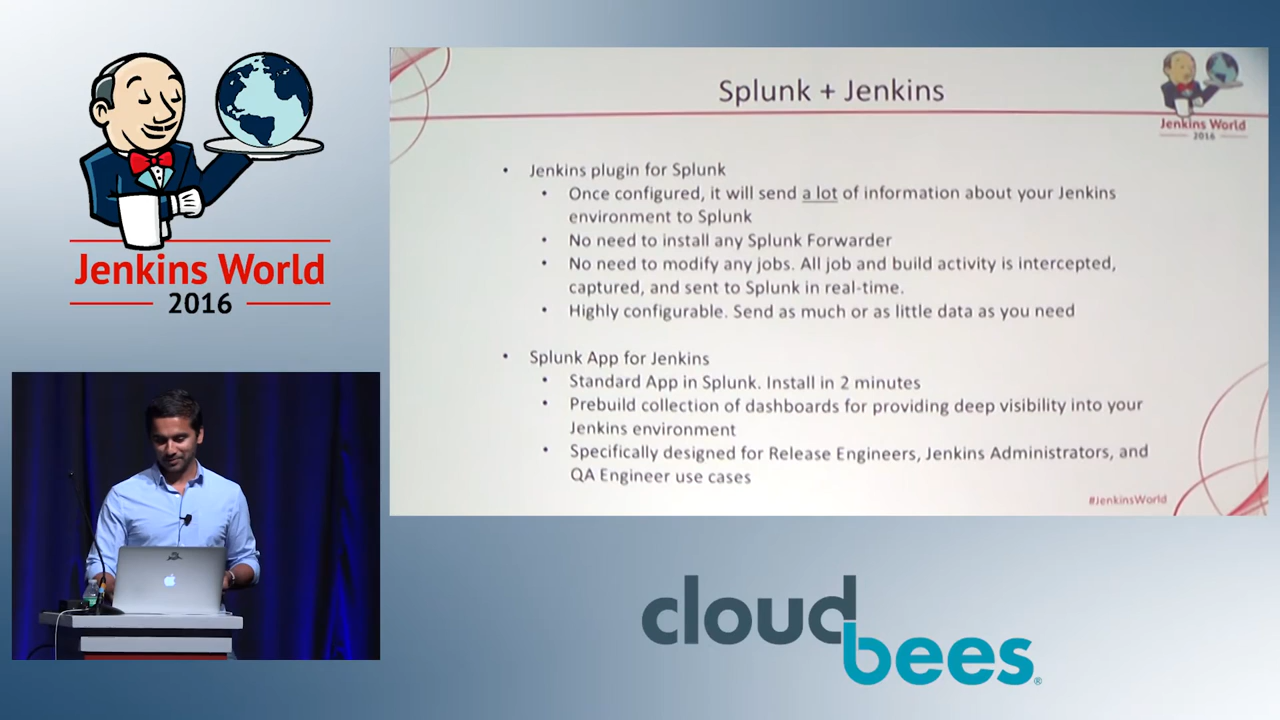 Jenkins World
2016
Splunk + Jenkins
Jenkins World
2016
• Jenkins plugin for Splunk
• Once configured, it will send a lot of information about your Jenkins
environment to Splunk
• No need to install any Splunk Forwarder
• No need to modify any jobs. All job and build activity is intercepted,
captured, and sent to Splunk in real-time.
• Highly configurable. Send as much or as little data as you need
• Splunk App for Jenkins
• Standard App in Splunk. Install in 2 minutes
• Prebuild collection of dashboards for providing deep visibility into your
Jenkins environment
• Specifically designed for Release Engineers, Jenkins Administrators, and
QA Engineer use cases
#JenkinsWorld
cloud
bees®